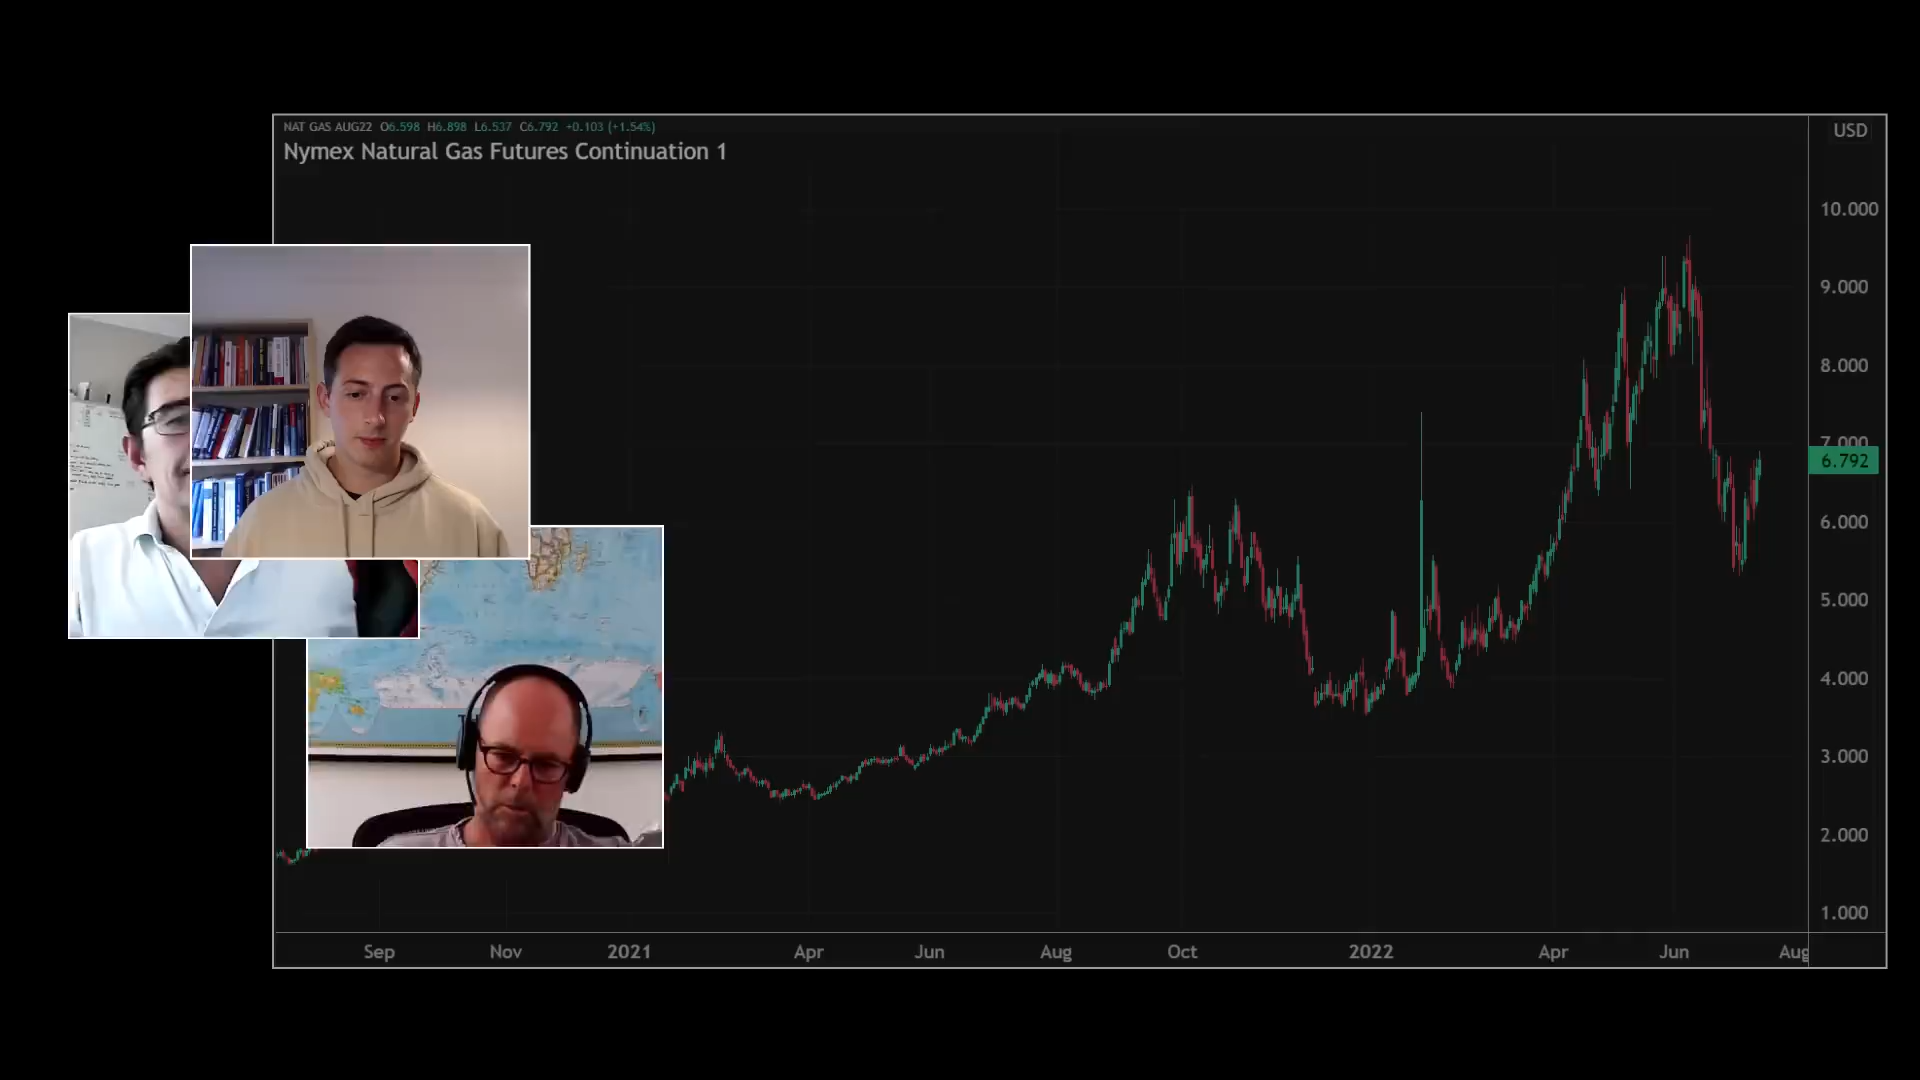 NAT GAS AUG22 O6.598 H6.898 L6.537 C6.792 +0.103 (+1.54%)
Nymex Natural Gas Futures Continuation 1
USD
10.000
9.000
8.000
7.000
6.792
6.000
5.000
4.000
3.000
2.000
1.000
Sep Nov 2021 Apr Jun Aug Oct 2022 Apr Jun Aug